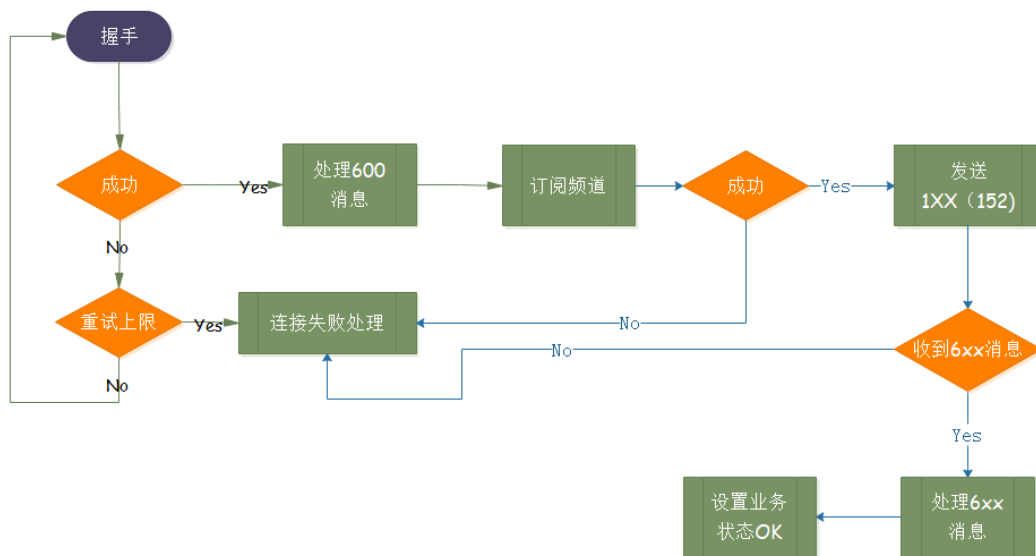 握手
成功
Yes
处理600
消息
订阅频道
成功
Yes
发送
1XX（152)
No
重试上限
Yes
连接失败处理
No
No
收到6xx消息
No
Yes
设置业务
状态OK
处理6xx
消息